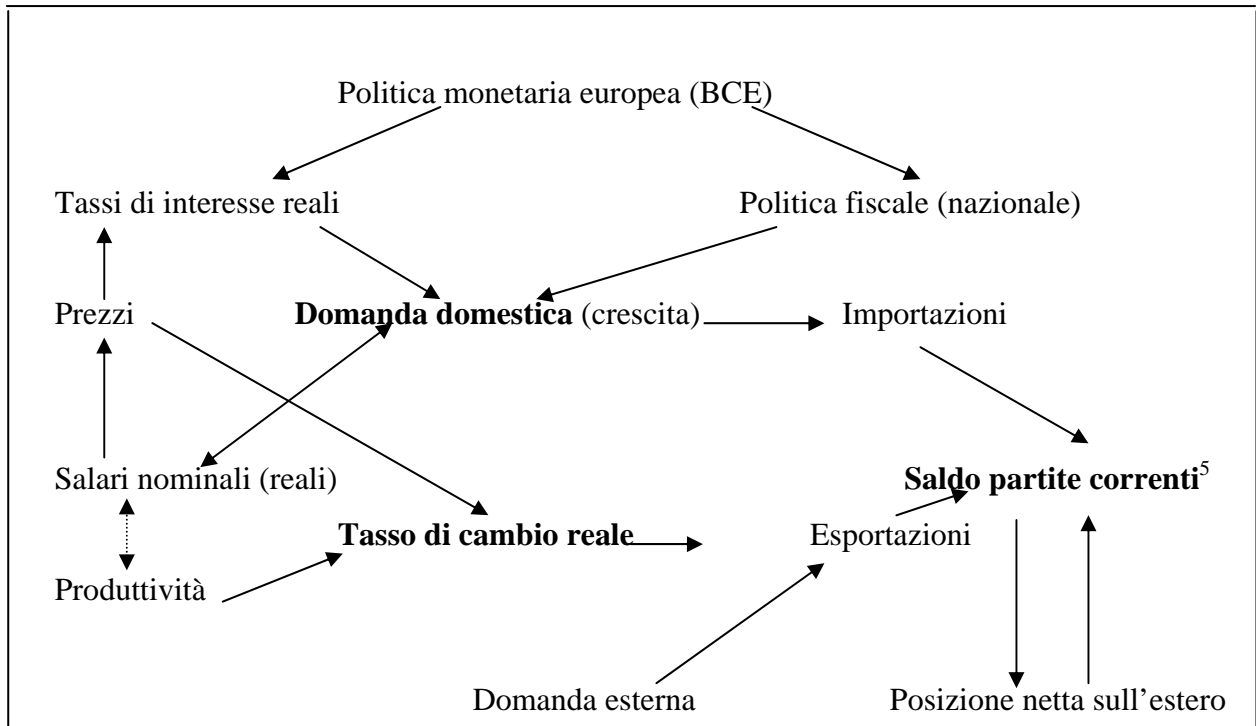 Politica monetaria europea (BCE)
Tassi di interesse reali
Politica fiscale (nazionale)
Prezzi
Domanda domestica (crescita)
Importazioni
Salari nominali (reali)
Saldo partite correnti⁵
Tasso di cambio reale
Esportazioni
Produttività
Domanda esterna
Posizione netta sull’estero